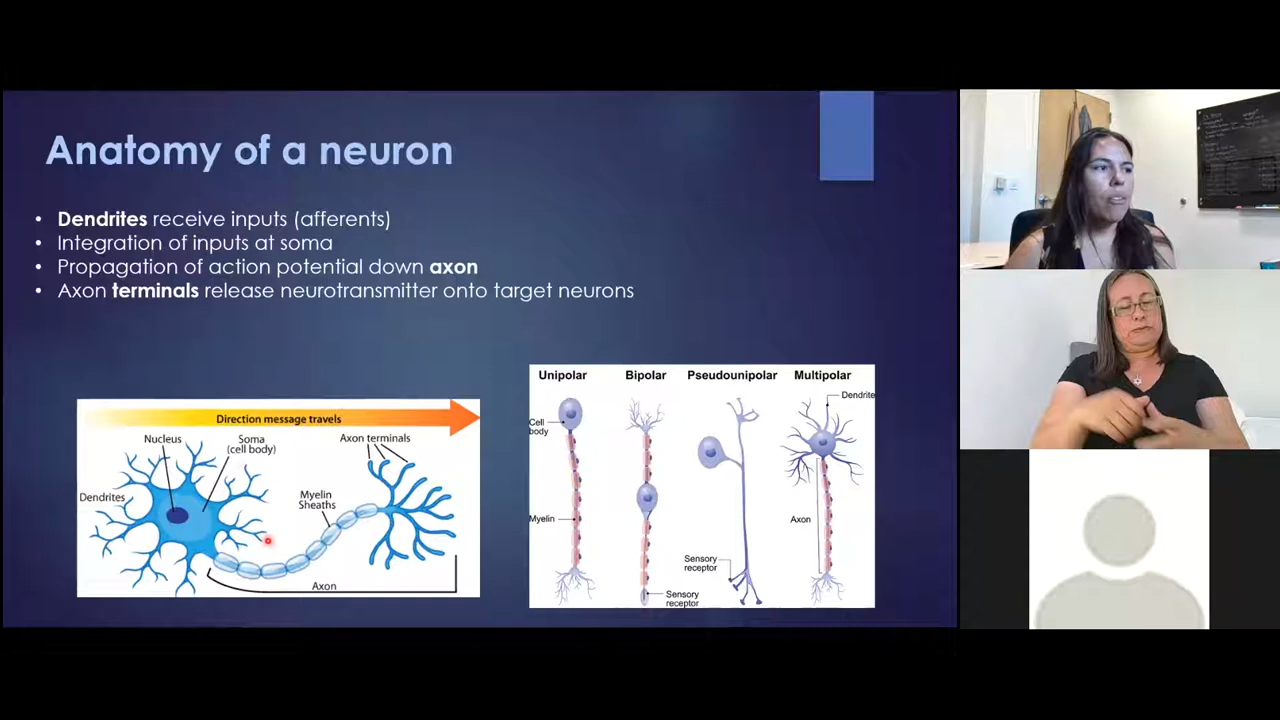 Anatomy of a neuron
• Dendrites receive inputs (afferents)
• Integration of inputs at soma
• Propagation of action potential down axon
• Axon terminals release neurotransmitter onto target neurons
Direction message travels
Nucleus
Soma
(cell body)
Axon terminals
Dendrites
Myelin
Sheaths
Axon
Unipolar
Bipolar
Pseudounipolar
Multipolar
Dendrite
Cell
body
Myelin
Axon
Sensory
receptor
Sensory
receptor